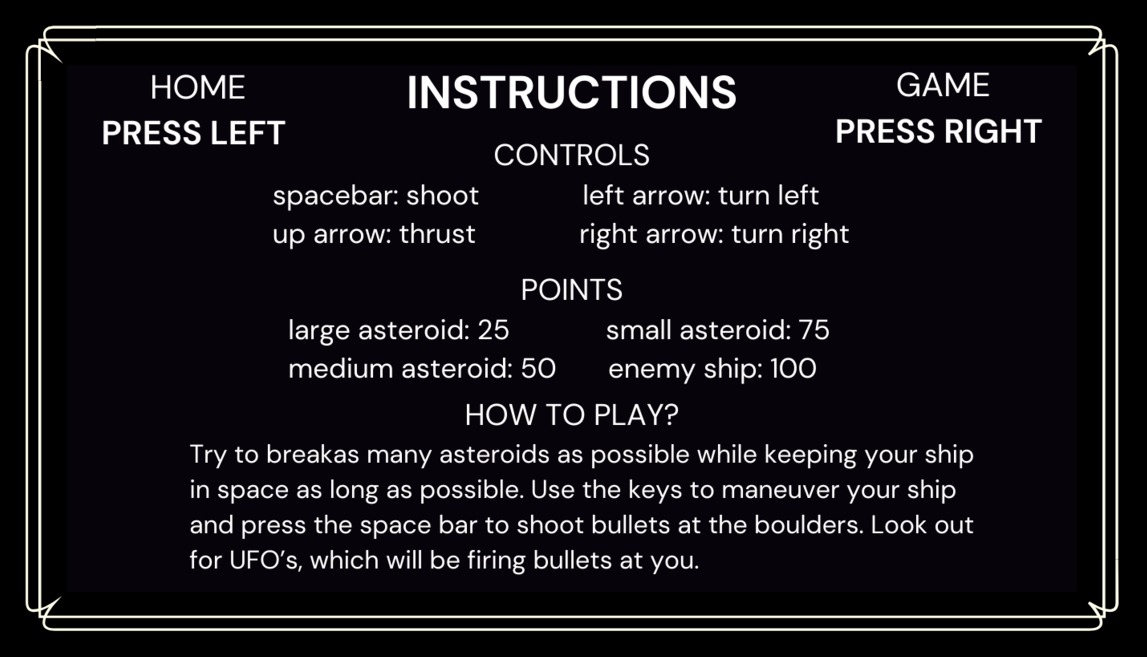 HOME
PRESS LEFT
INSTRUCTIONS
GAME
PRESS RIGHT
CONTROLS
spacebar: shoot left arrow: turn left
up arrow: thrust right arrow: turn right
POINTS
large asteroid: 25 small asteroid: 75
medium asteroid: 50 enemy ship: 100
HOW TO PLAY?
Try to breakas many asteroids as possible while keeping your ship
in space as long as possible. Use the keys to maneuver your ship
and press the space bar to shoot bullets at the boulders. Look out
for UFO’s, which will be firing bullets at you.